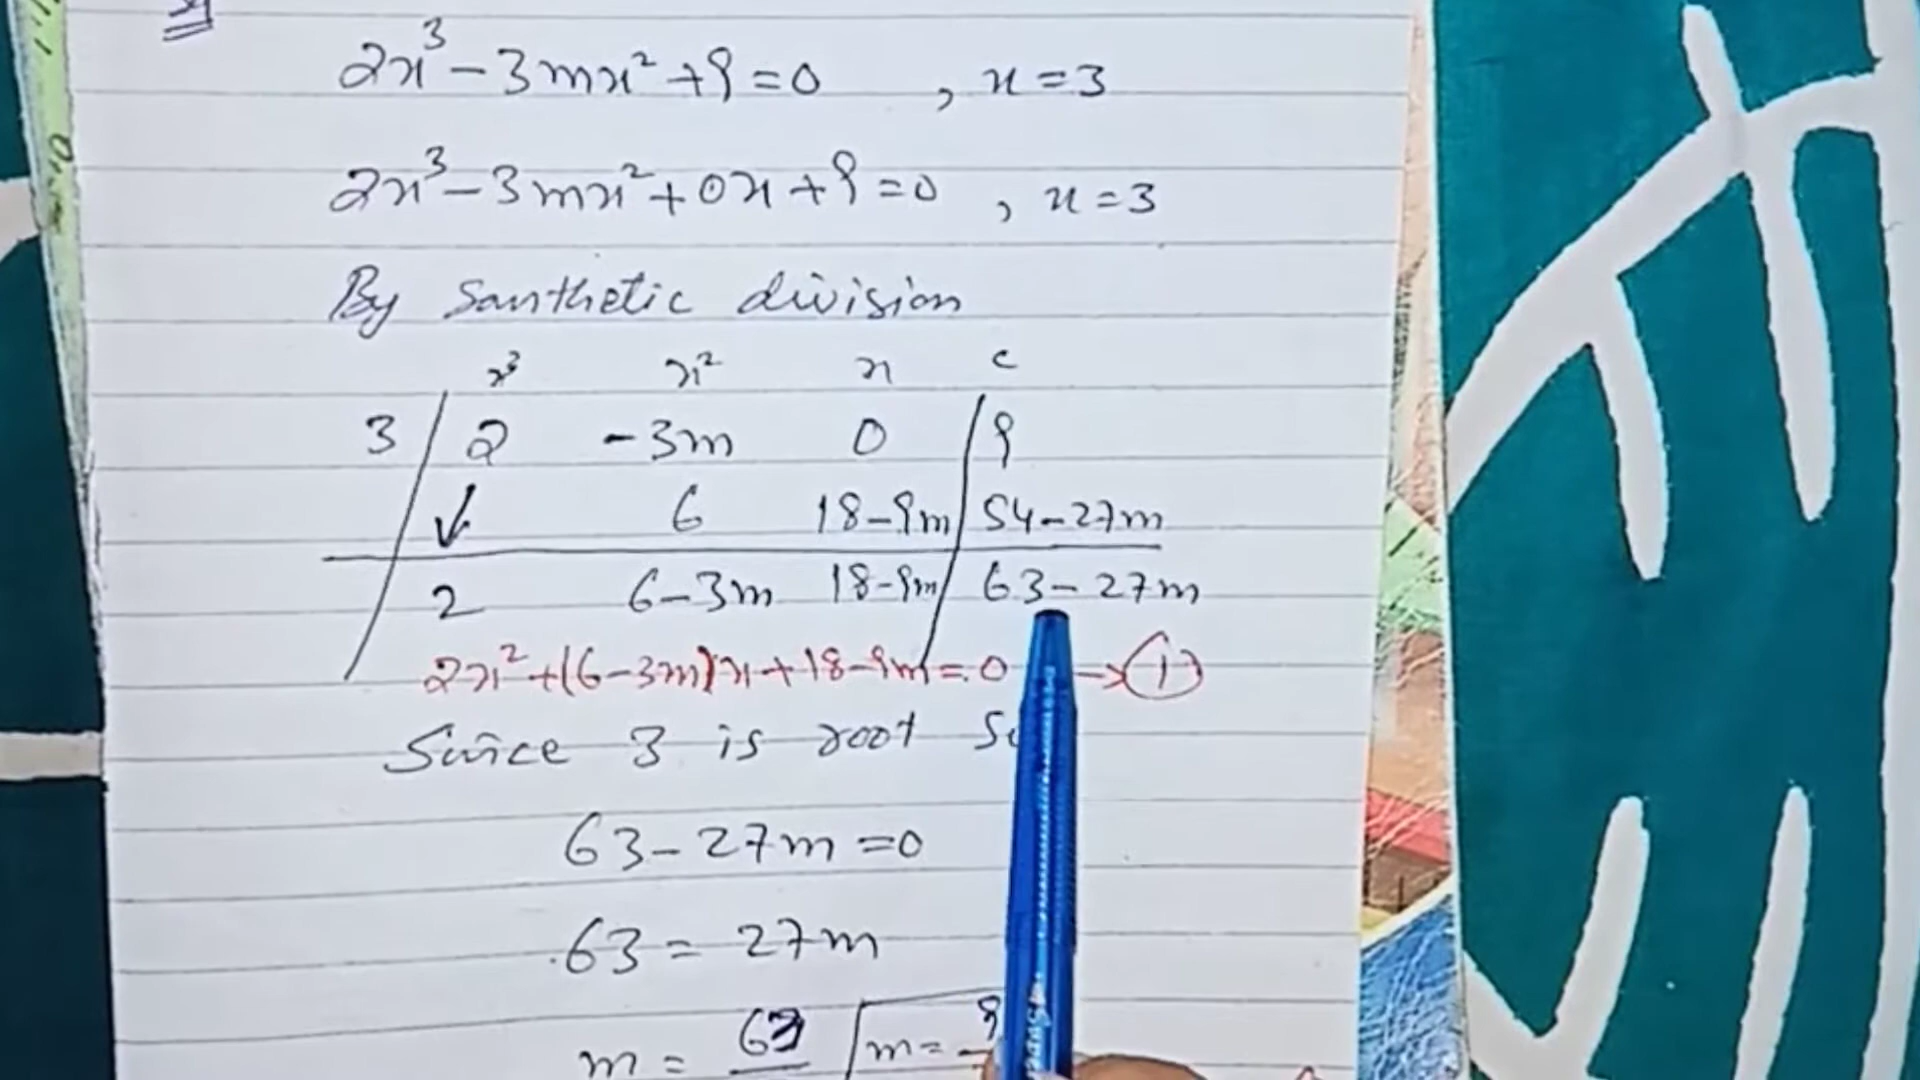 2x³ - 3mx² + 9 = 0 , x = 3
2x³ - 3mx² + 0x + 9 = 0 , x = 3
By Santhetic division
x³ x² x c
3 2 -3m 0 9
↓ 6 18-9m 54-27m
2 6-3m 18-9m 63-27m
2x² + (6-3m)x + 18-9m = 0 → (1)
Since 3 is root
63 - 27m = 0
63 = 27m
m = 63 m =